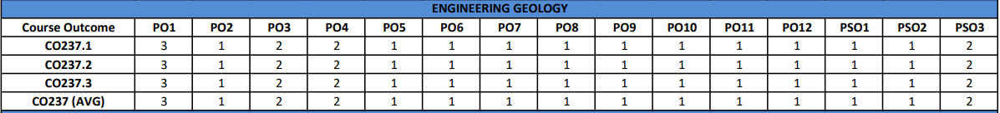 ENGINEERING GEOLOGY
Course Outcome PO1 PO2 PO3 PO4 PO5 PO6 PO7 PO8 PO9 PO10 PO11 PO12 PSO1 PSO2 PSO3
CO237.1 3 1 2 2 1 1 1 1 1 1 1 1 1 1 2
CO237.2 3 1 2 2 1 1 1 1 1 1 1 1 1 1 2
CO237.3 3 1 2 2 1 1 1 1 1 1 1 1 1 1 2
CO237 (AVG) 3 1 2 2 1 1 1 1 1 1 1 1 1 1 2